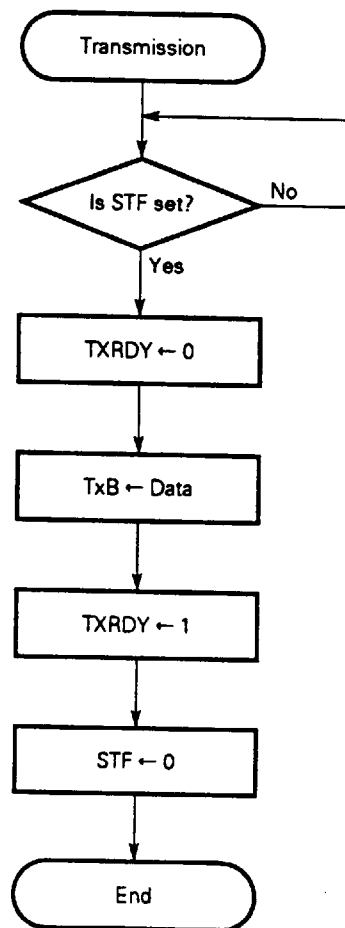 Transmission
Is STF set?
No
Yes
TXRDY ← 0
TxB ← Data
TXRDY ← 1
STF ← 0
End